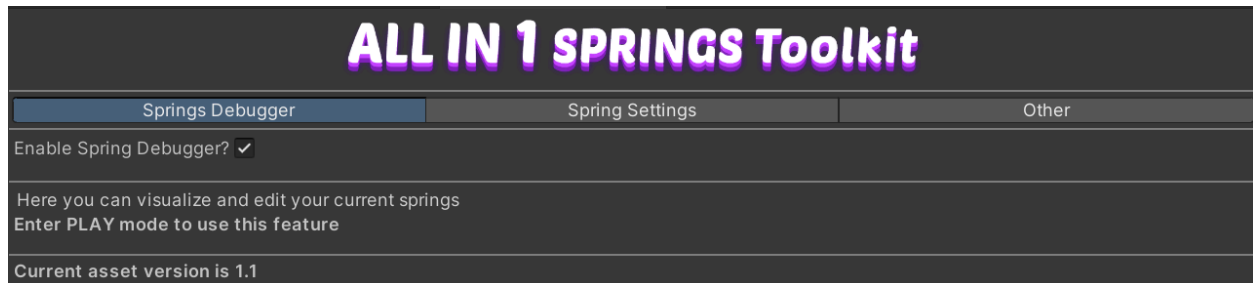 ALL IN 1 SPRINGS Toolkit
Springs Debugger Spring Settings Other
Enable Spring Debugger?
Here you can visualize and edit your current springs
Enter PLAY mode to use this feature
Current asset version is 1.1